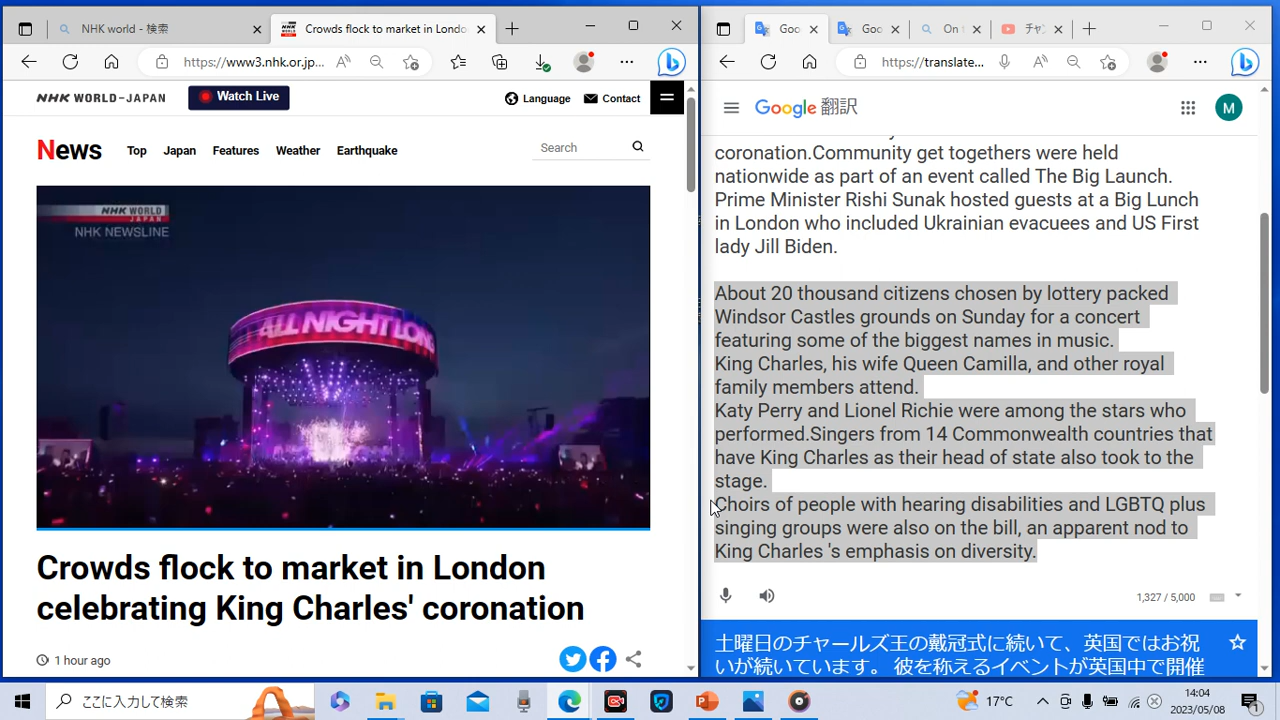 NHK world - 検索
Crowds flock to market in Londo
https://www3.nhk.or.jp...
NHK WORLD-JAPAN
Watch Live
Language
Contact
News
Top
Japan
Features
Weather
Earthquake
Search
NHK WORLD
JAPAN
NHK NEWSLINE
ALL NIGHT LON
Crowds flock to market in London
celebrating King Charles' coronation
1 hour ago
Goo
Goo
On t
チャン
https://translate...
Google 翻訳
M
coronation.Community get togethers were held
nationwide as part of an event called The Big Launch.
Prime Minister Rishi Sunak hosted guests at a Big Lunch
in London who included Ukrainian evacuees and US First
lady Jill Biden.
About 20 thousand citizens chosen by lottery packed
Windsor Castles grounds on Sunday for a concert
featuring some of the biggest names in music.
King Charles, his wife Queen Camilla, and other royal
family members attend.
Katy Perry and Lionel Richie were among the stars who
performed.Singers from 14 Commonwealth countries that
have King Charles as their head of state also took to the
stage.
Choirs of people with hearing disabilities and LGBTQ plus
singing groups were also on the bill, an apparent nod to
King Charles 's emphasis on diversity.
1,327 / 5,000
土曜日のチャールズ王の戴冠式に続いて、英国ではお祝
いが続いています。 彼を称えるイベントが英国中で開催
ここに入力して検索
17°C
14:04
2023/05/08
1